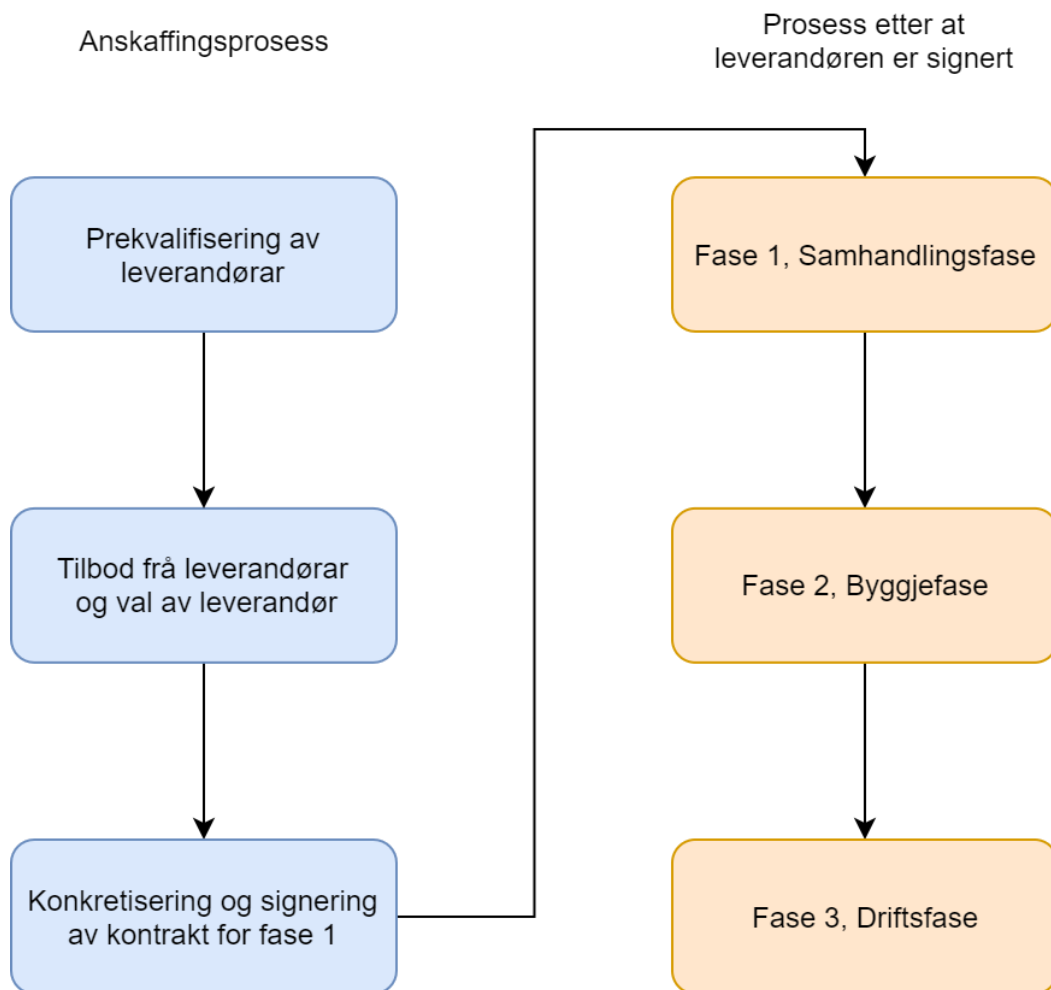 Anskaffingsprosess
Prosess etter at
leverandøren er signert
Prekvalifisering av
leverandørar
Fase 1, Samhandlingsfase
Tilbod frå leverandørar
og val av leverandør
Fase 2, Byggjefase
Konkretisering og signering
av kontrakt for fase 1
Fase 3, Driftsfase